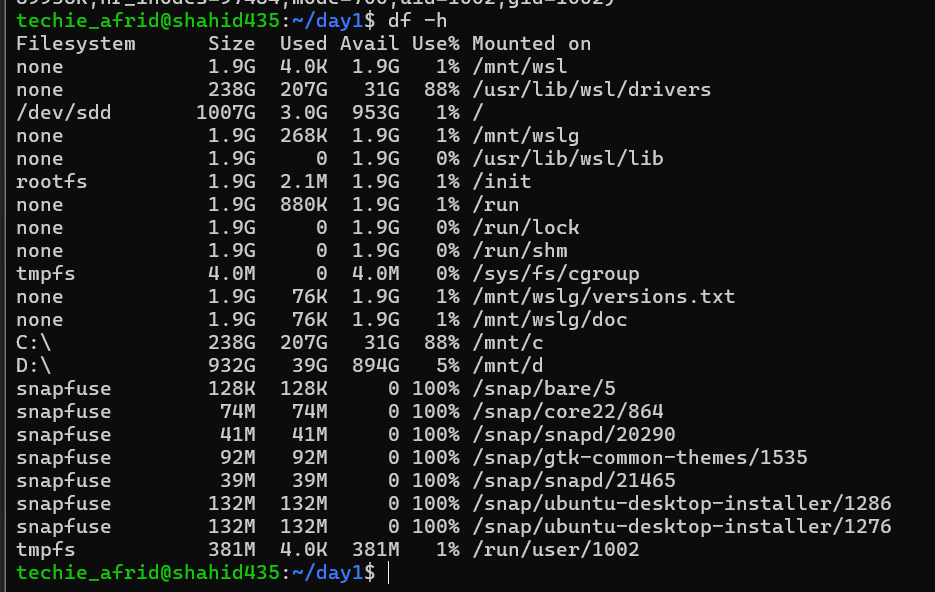 techie_afrid@shahid435:~/day1$ df -h
Filesystem      Size  Used Avail Use% Mounted on
none            1.9G  4.0K  1.9G   1% /mnt/wsl
none            238G  207G   31G  88% /usr/lib/wsl/drivers
/dev/sdd       1007G  3.0G  953G   1% /
none            1.9G  268K  1.9G   1% /mnt/wslg
none            1.9G     0  1.9G   0% /usr/lib/wsl/lib
rootfs          1.9G  2.1M  1.9G   1% /init
none            1.9G  880K  1.9G   1% /run
none            1.9G     0  1.9G   0% /run/lock
none            1.9G     0  1.9G   0% /run/shm
tmpfs           4.0M     0  4.0M   0% /sys/fs/cgroup
none            1.9G   76K  1.9G   1% /mnt/wslg/versions.txt
none            1.9G   76K  1.9G   1% /mnt/wslg/doc
C:\             238G  207G   31G  88% /mnt/c
D:\             932G   39G  894G   5% /mnt/d
snapfuse        128K  128K     0 100% /snap/bare/5
snapfuse         74M   74M     0 100% /snap/core22/864
snapfuse         41M   41M     0 100% /snap/snapd/20290
snapfuse         92M   92M     0 100% /snap/gtk-common-themes/1535
snapfuse         39M   39M     0 100% /snap/snapd/21465
snapfuse        132M  132M     0 100% /snap/ubuntu-desktop-installer/1286
snapfuse        132M  132M     0 100% /snap/ubuntu-desktop-installer/1276
tmpfs           381M  4.0K  381M   1% /run/user/1002
techie_afrid@shahid435:~/day1$